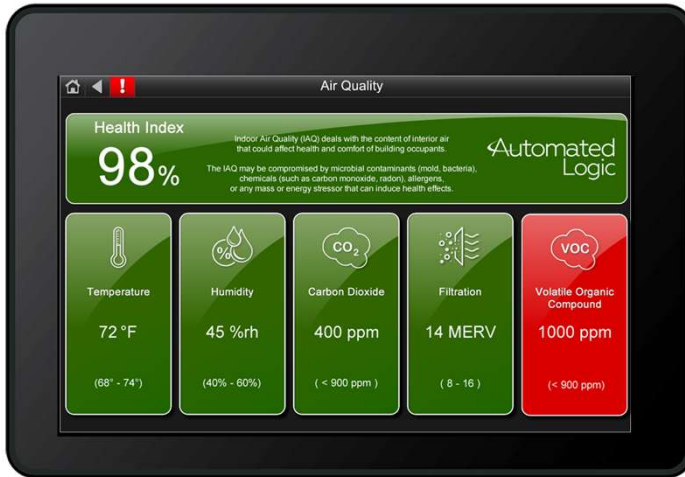 !
Air Quality
Health Index
98%
Indoor Air Quality (IAQ) deals with the content of interior air
that could affect health and comfort of building occupants.
The IAQ may be compromised by microbial contaminants (mold, bacteria),
chemicals (such as carbon monoxide, radon), allergens,
or any mass or energy stressor that can induce health effects.
Automated
Logic
Temperature
72 °F
(68° - 74°)
%
Humidity
45 %rh
(40% - 60%)
CO₂
Carbon Dioxide
400 ppm
( < 900 ppm )
Filtration
14 MERV
( 8 - 16 )
VOC
Volatile Organic
Compound
1000 ppm
(< 900 ppm)